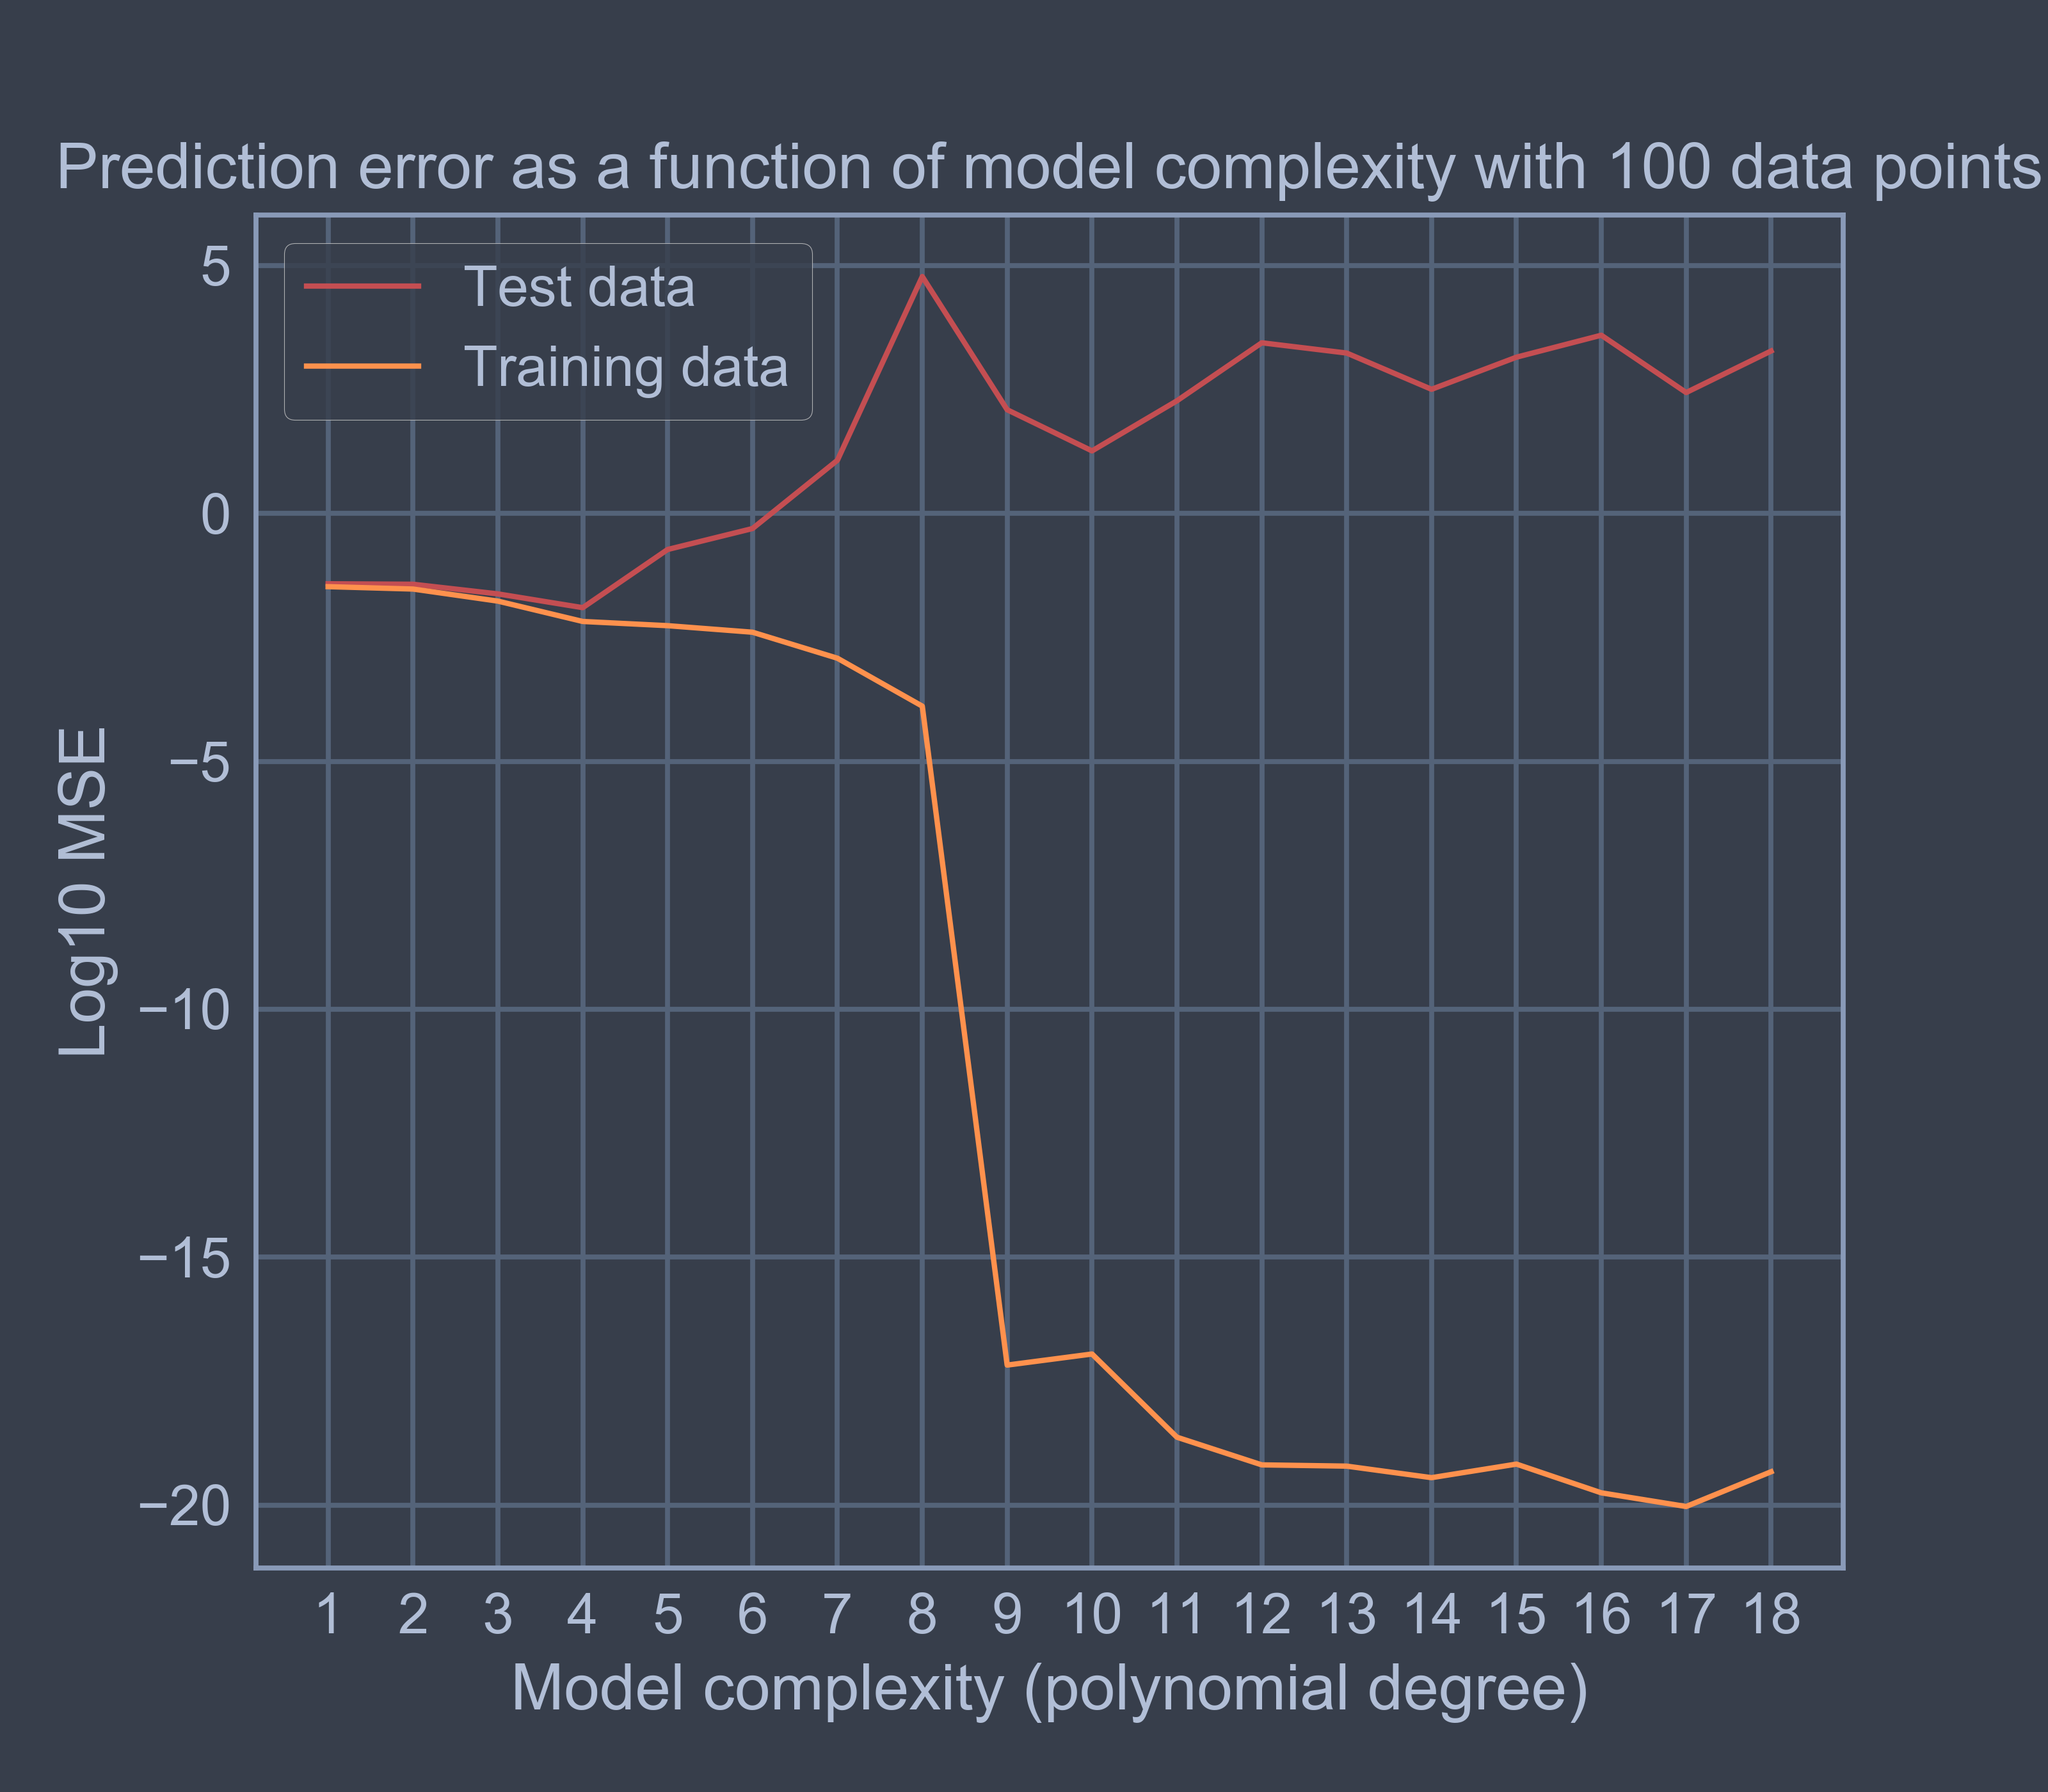 Prediction error as a function of model complexity with 100 data points
Test data
Training data
5
0
−5
−10
−15
−20
Log10 MSE
1 2 3 4 5 6 7 8 9 10 11 12 13 14 15 16 17 18
Model complexity (polynomial degree)